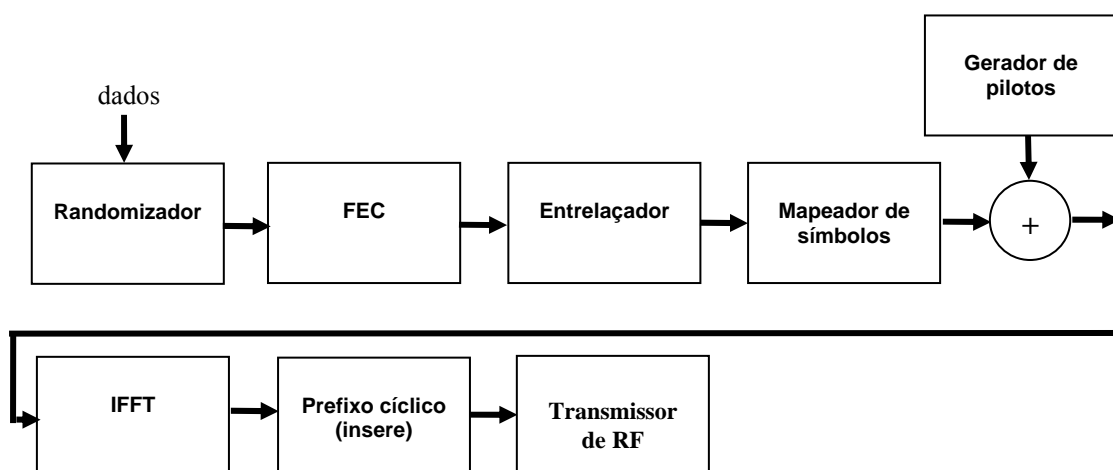 Gerador de
pilotos
dados
Randomizador
FEC
Entrelaçador
Mapeador de
símbolos
+
IFFT
Prefixo cíclico
(insere)
Transmissor
de RF